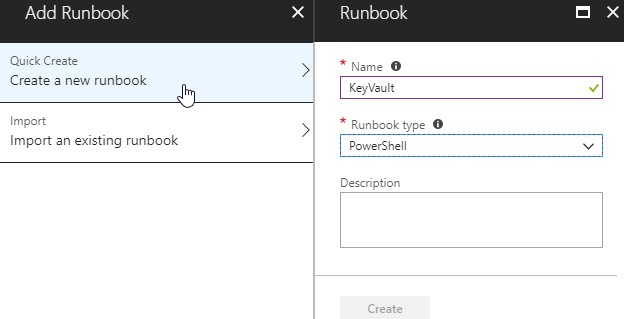 Add Runbook
Quick Create
Create a new runbook
Import
Import an existing runbook
Runbook
* Name
KeyVault
* Runbook type
PowerShell
Description
Create